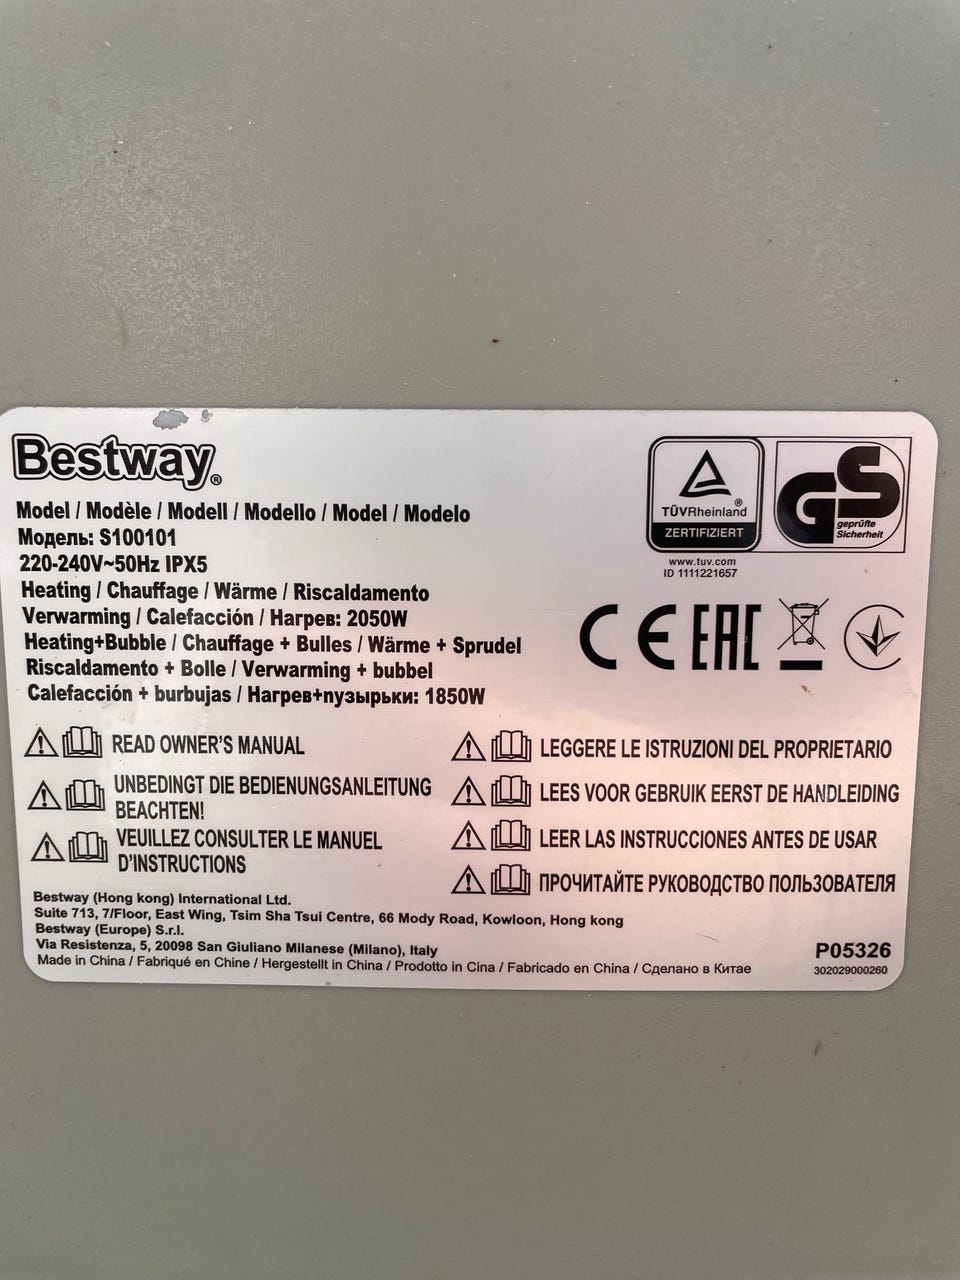 Bestway®
Model / Modèle / Modell / Modello / Model / Modelo
Модель: S100101
220-240V~50Hz IPX5
Heating / Chauffage / Wärme / Riscaldamento
Verwarming / Calefacción / Нагрев: 2050W
Heating+Bubble / Chauffage + Bulles / Wärme + Sprudel
Riscaldamento + Bolle / Verwarming + bubbel
Calefacción + burbujas / Нагрев+пузырьки: 1850W
TÜVRheinland®
ZERTIFIZIERT
GS
geprüfte
Sicherheit
www.tuv.com
ID 1111221657
CE EAC
READ OWNER'S MANUAL
UNBEDINGT DIE BEDIENUNGSANLEITUNG
BEACHTEN!
VEUILLEZ CONSULTER LE MANUEL
D'INSTRUCTIONS
LEGGERE LE ISTRUZIONI DEL PROPRIETARIO
LEES VOOR GEBRUIK EERST DE HANDLEIDING
LEER LAS INSTRUCCIONES ANTES DE USAR
ПРОЧИТАЙТЕ РУКОВОДСТВО ПОЛЬЗОВАТЕЛЯ
Bestway (Hong kong) International Ltd.
Suite 713, 7/Floor, East Wing, Tsim Sha Tsui Centre, 66 Mody Road, Kowloon, Hong kong
Bestway (Europe) S.r.l.
Via Resistenza, 5, 20098 San Giuliano Milanese (Milano), Italy
Made in China / Fabriqué en Chine / Hergestellt in China / Prodotto in Cina / Fabricado en China / Сделано в Китае
P05326
302029000260